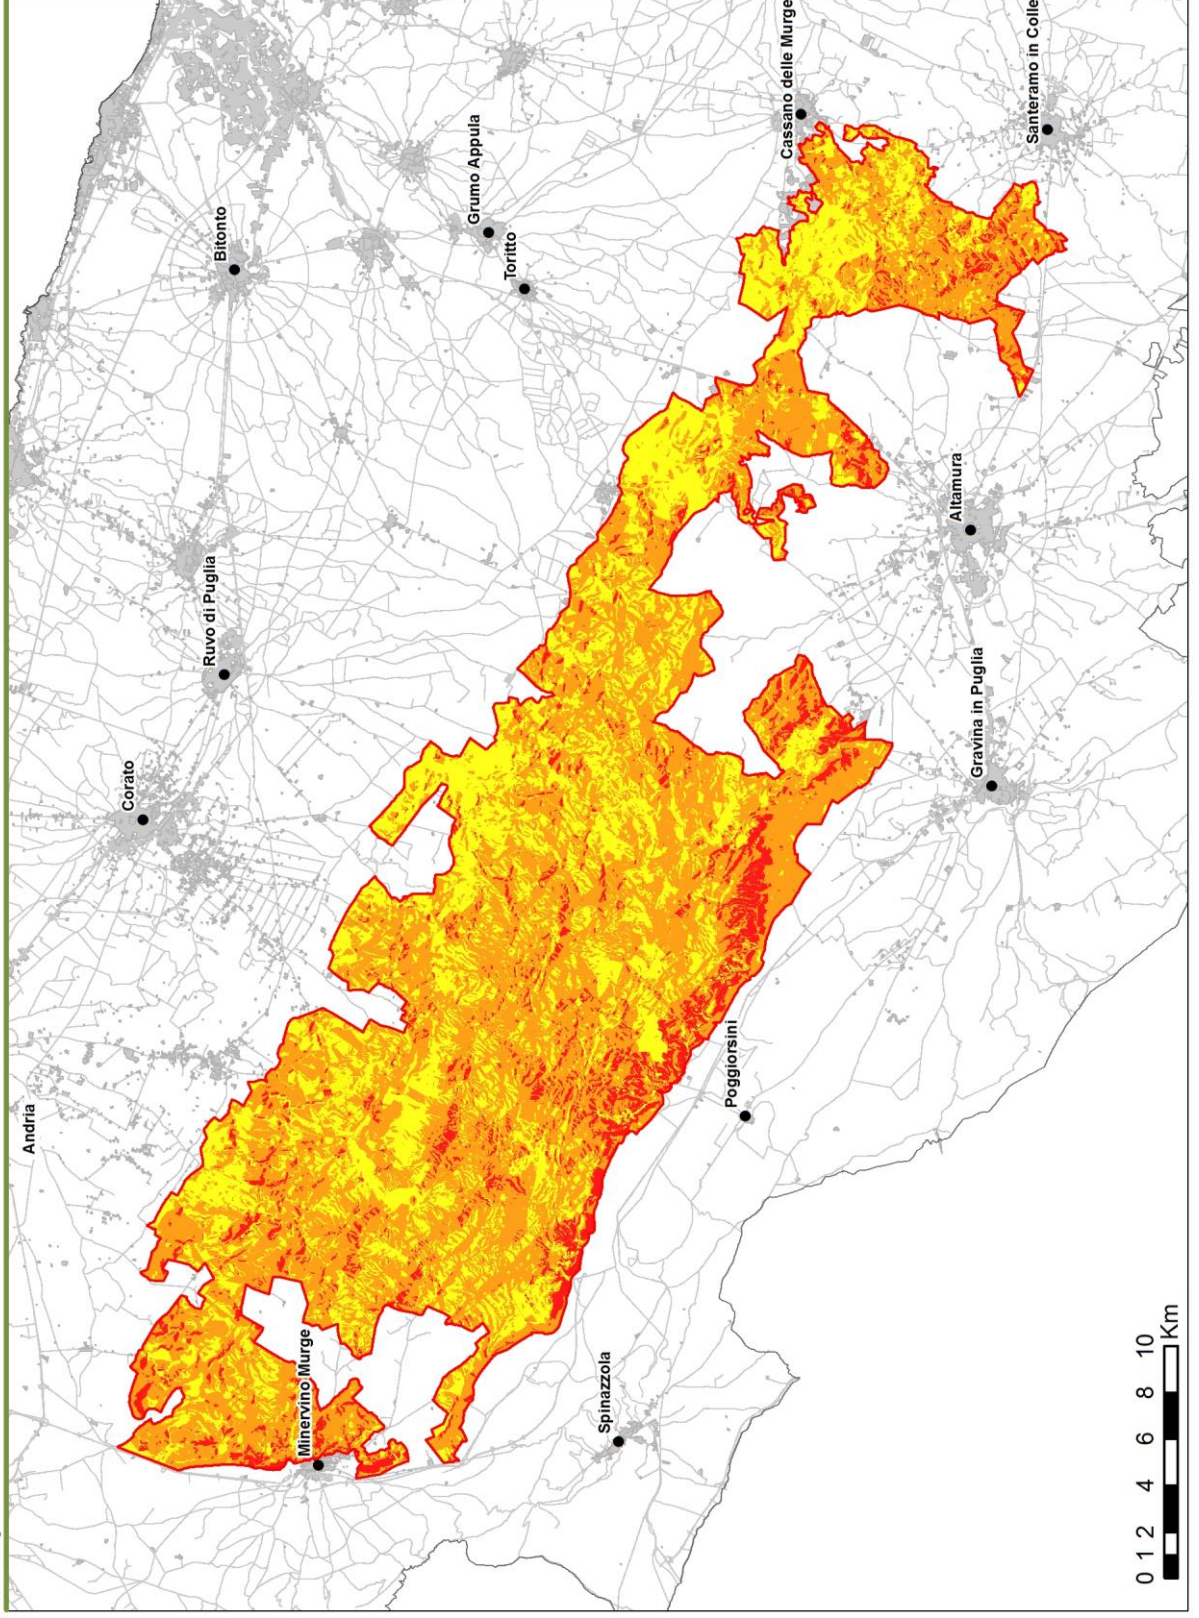 Andria
Corato
Ruvo di Puglia
Bitonto
Grumo Appula
Toritto
Cassano delle Murge
Santeramo in Colle
Minervino Murge
Spinazzola
Poggiorsini
Gravina in Puglia
Altamura
0 1 2 4 6 8 10
Km